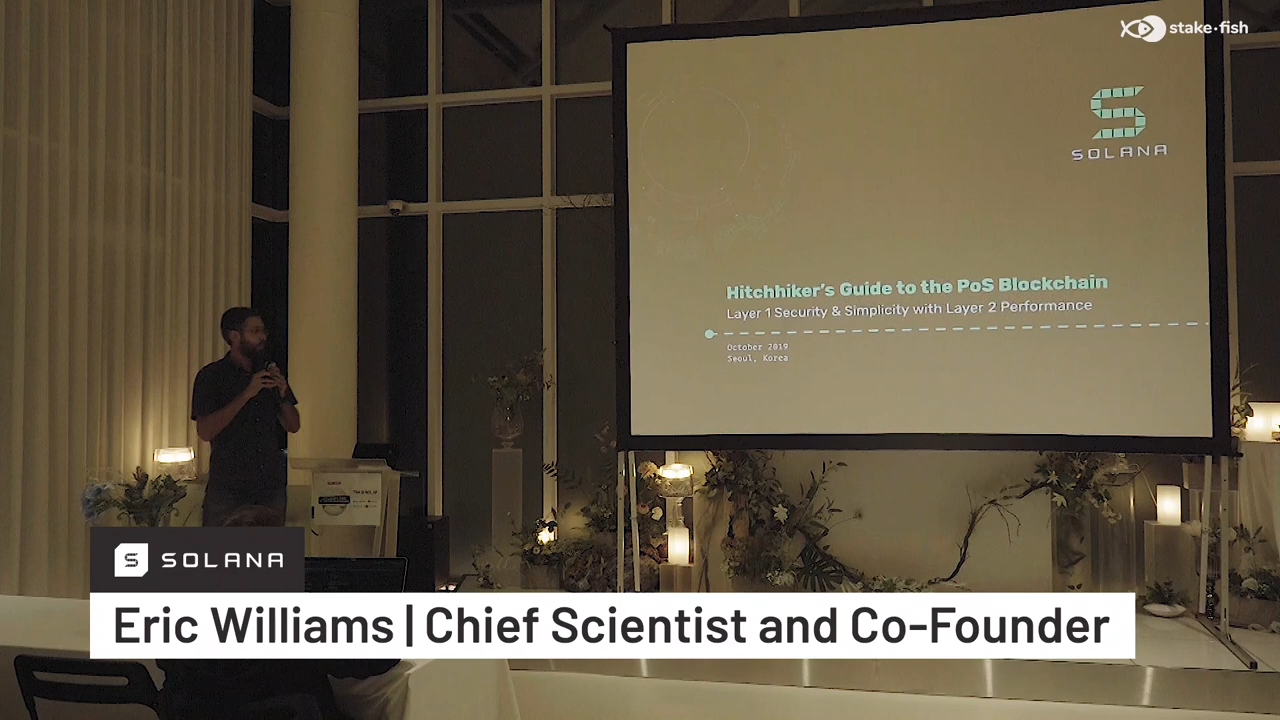 stake·fish
SOLANA
Hitchhiker's Guide to the PoS Blockchain
Layer 1 Security & Simplicity with Layer 2 Performance
October 2019
Seoul, Korea
SOLANA
Eric Williams | Chief Scientist and Co-Founder